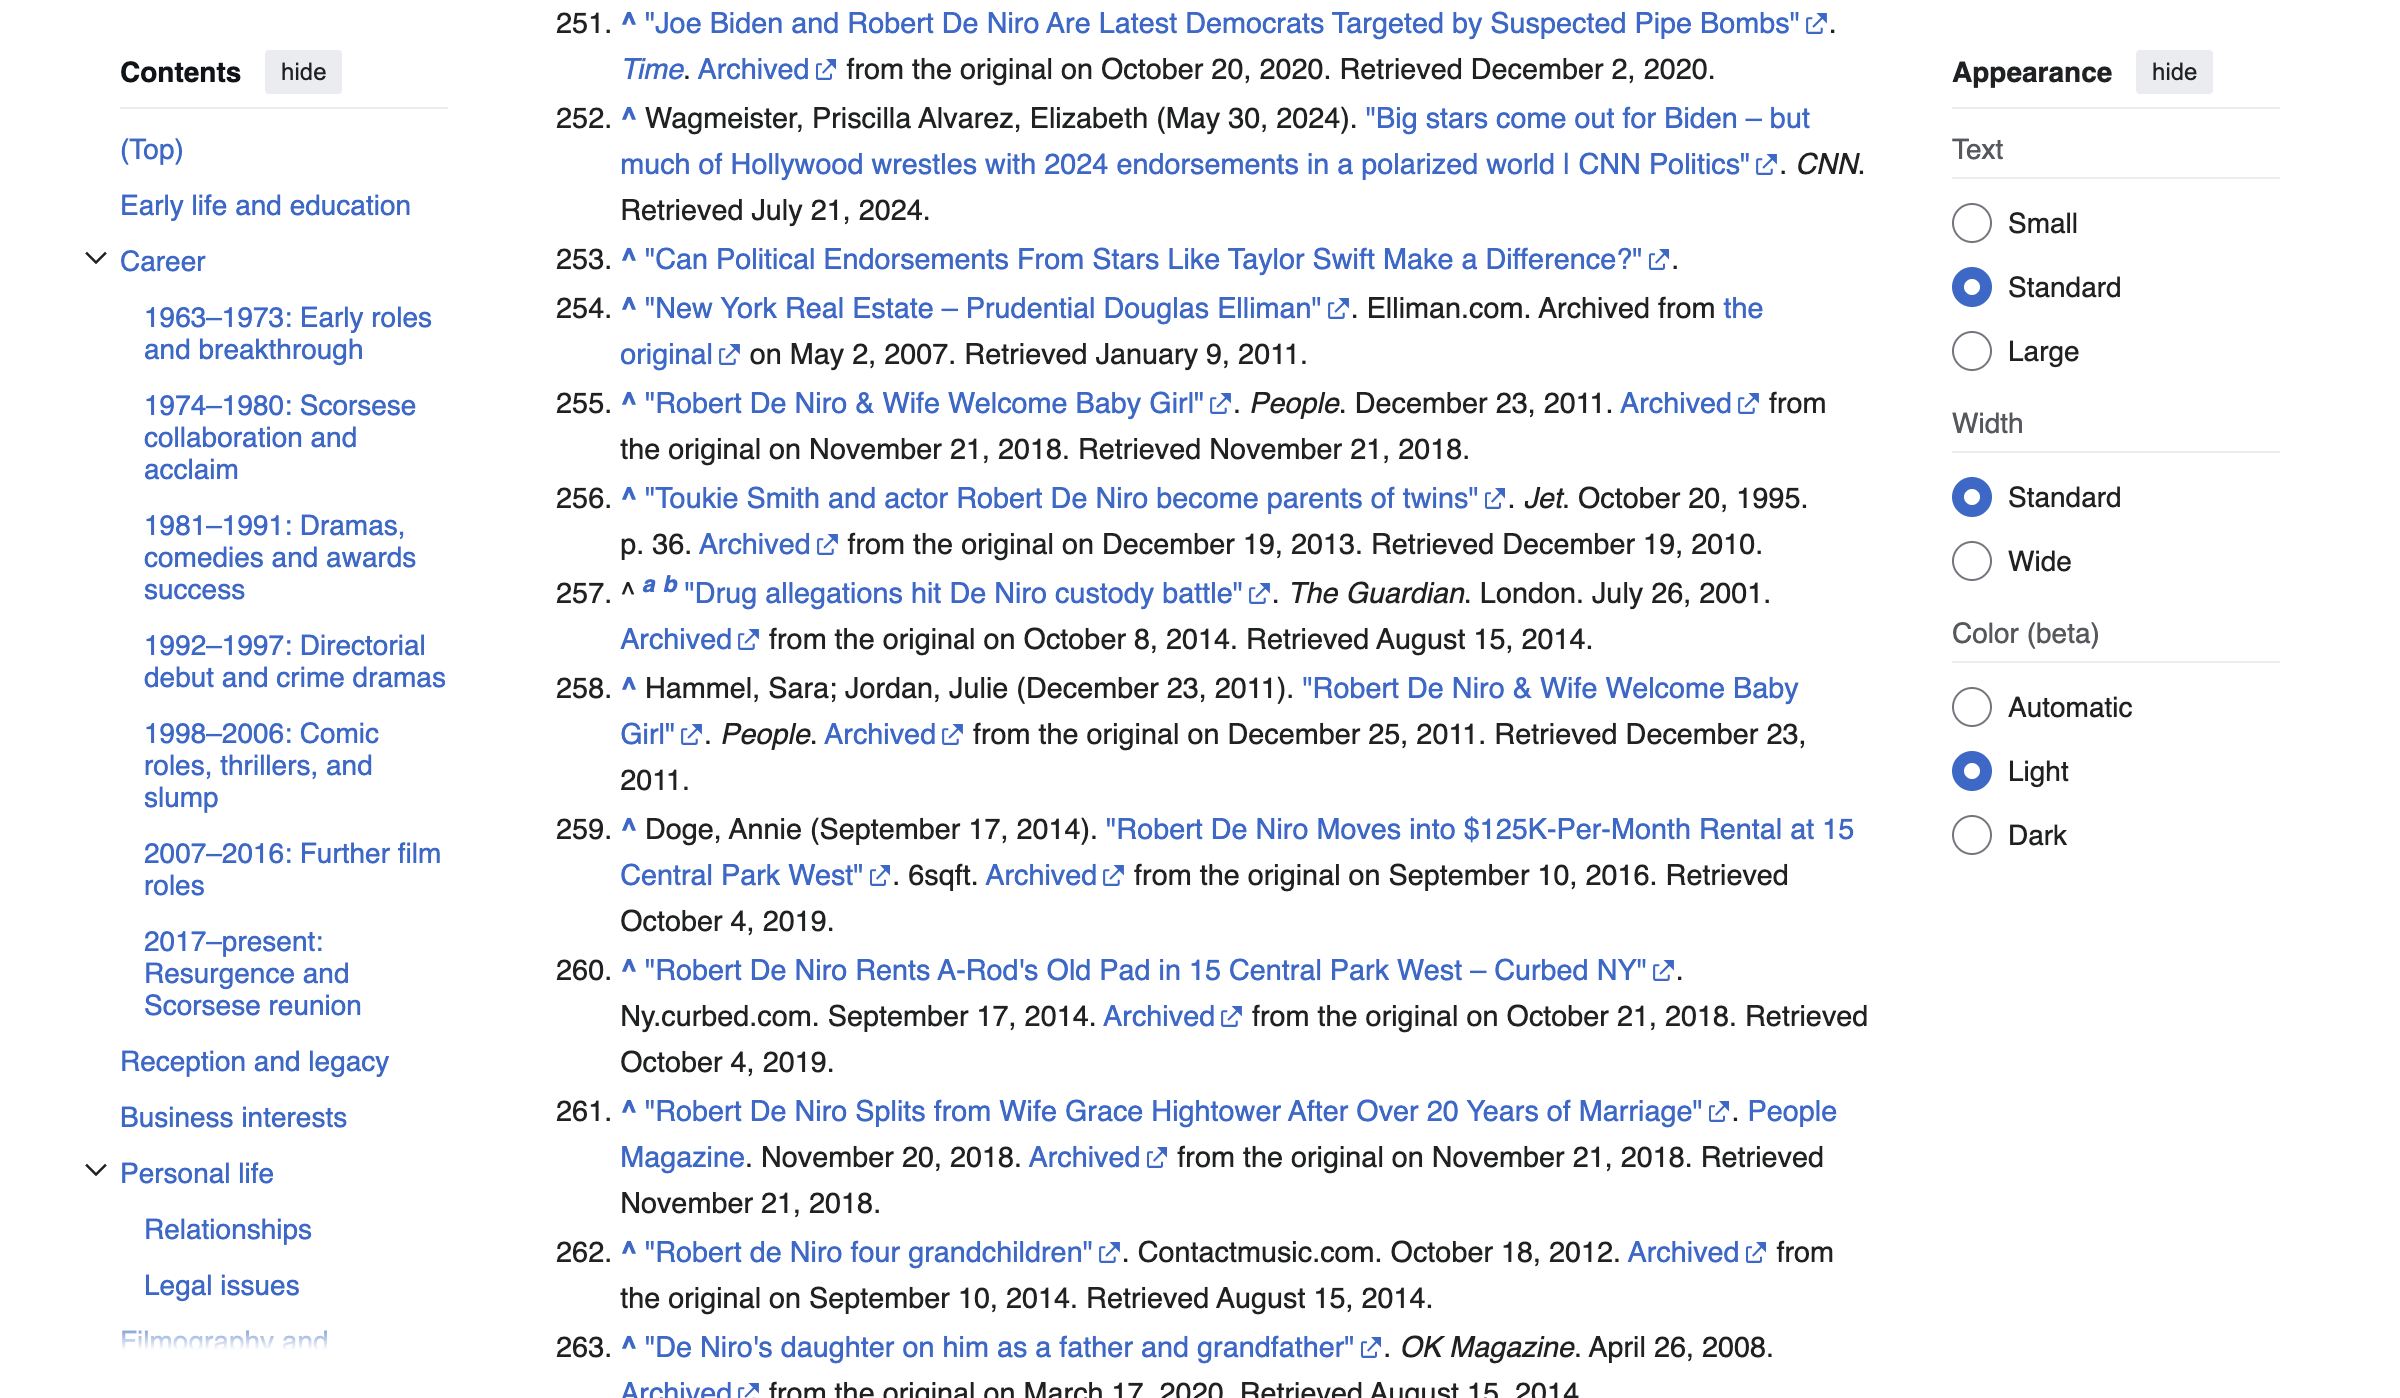 Contents hide
(Top)
Early life and education
Career
1963–1973: Early roles
and breakthrough
1974–1980: Scorsese
collaboration and
acclaim
1981–1991: Dramas,
comedies and awards
success
1992–1997: Directorial
debut and crime dramas
1998–2006: Comic
roles, thrillers, and
slump
2007–2016: Further film
roles
2017–present:
Resurgence and
Scorsese reunion
Reception and legacy
Business interests
Personal life
Relationships
Legal issues
Filmography and
251. ^ "Joe Biden and Robert De Niro Are Latest Democrats Targeted by Suspected Pipe Bombs".
Time. Archived from the original on October 20, 2020. Retrieved December 2, 2020.
252. ^ Wagmeister, Priscilla Alvarez, Elizabeth (May 30, 2024). "Big stars come out for Biden – but
much of Hollywood wrestles with 2024 endorsements in a polarized world | CNN Politics". CNN.
Retrieved July 21, 2024.
253. ^ "Can Political Endorsements From Stars Like Taylor Swift Make a Difference?".
254. ^ "New York Real Estate – Prudential Douglas Elliman". Elliman.com. Archived from the
original on May 2, 2007. Retrieved January 9, 2011.
255. ^ "Robert De Niro & Wife Welcome Baby Girl". People. December 23, 2011. Archived from
the original on November 21, 2018. Retrieved November 21, 2018.
256. ^ "Toukie Smith and actor Robert De Niro become parents of twins". Jet. October 20, 1995.
p. 36. Archived from the original on December 19, 2013. Retrieved December 19, 2010.
257. ^ a b "Drug allegations hit De Niro custody battle". The Guardian. London. July 26, 2001.
Archived from the original on October 8, 2014. Retrieved August 15, 2014.
258. ^ Hammel, Sara; Jordan, Julie (December 23, 2011). "Robert De Niro & Wife Welcome Baby
Girl". People. Archived from the original on December 25, 2011. Retrieved December 23,
2011.
259. ^ Doge, Annie (September 17, 2014). "Robert De Niro Moves into $125K-Per-Month Rental at 15
Central Park West". 6sqft. Archived from the original on September 10, 2016. Retrieved
October 4, 2019.
260. ^ "Robert De Niro Rents A-Rod's Old Pad in 15 Central Park West – Curbed NY".
Ny.curbed.com. September 17, 2014. Archived from the original on October 21, 2018. Retrieved
October 4, 2019.
261. ^ "Robert De Niro Splits from Wife Grace Hightower After Over 20 Years of Marriage". People
Magazine. November 20, 2018. Archived from the original on November 21, 2018. Retrieved
November 21, 2018.
262. ^ "Robert de Niro four grandchildren". Contactmusic.com. October 18, 2012. Archived from
the original on September 10, 2014. Retrieved August 15, 2014.
263. ^ "De Niro's daughter on him as a father and grandfather". OK Magazine. April 26, 2008.
Archived from the original on March 17, 2020. Retrieved August 15, 2014.
Appearance hide
Text
Small
Standard
Large
Width
Standard
Wide
Color (beta)
Automatic
Light
Dark